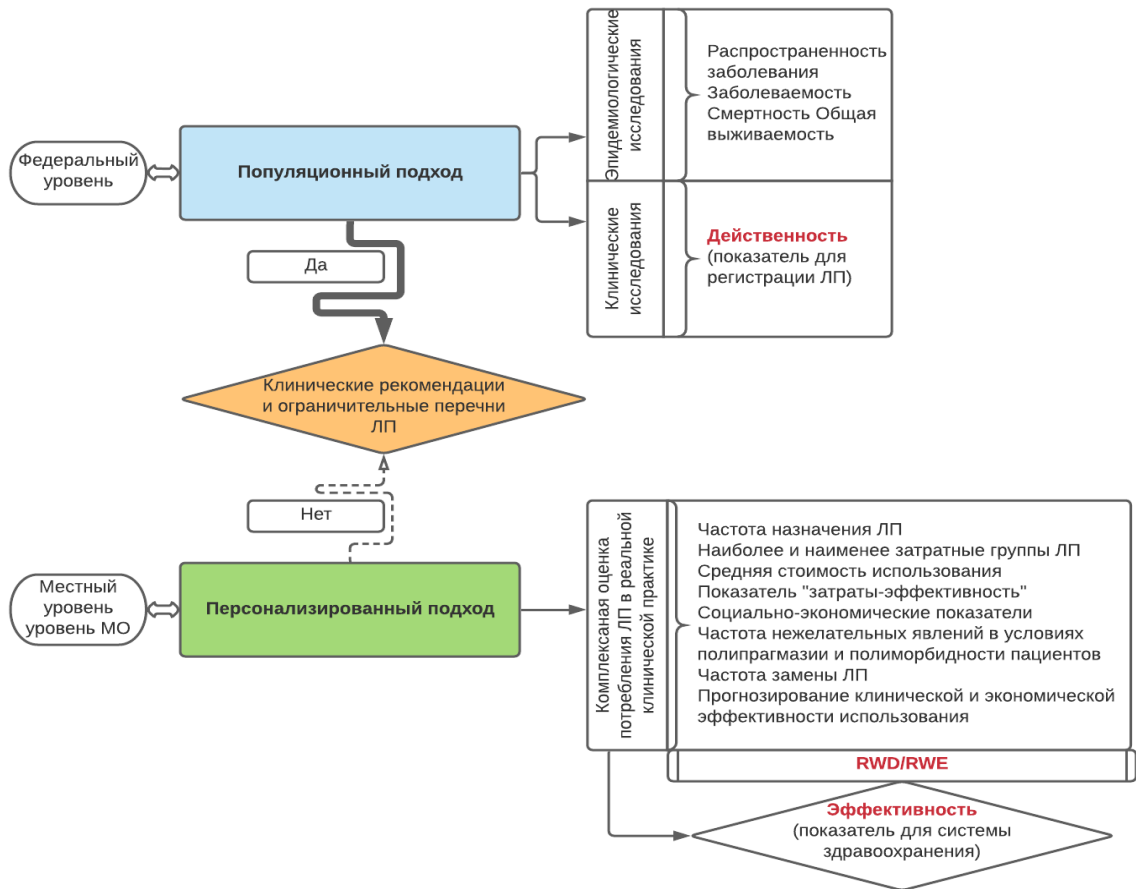 Федеральный
уровень
Популяционный подход
Эпидемиологические
исследования
Распространенность
заболевания
Заболеваемость
Смертность Общая
выживаемость
Клинические
исследования
Действенность
(показатель для
регистрации ЛП)
Да
Клинические рекомендации
и ограничительные перечни
ЛП
Нет
Местный
уровень
уровень МО
Персонализированный подход
Комплексаная оценка
потребления ЛП в реальной
клинической практике
Частота назначения ЛП
Наиболее и наименее затратные группы ЛП
Средняя стоимость использования
Показатель "затраты-эффективность"
Социально-экономические показатели
Частота нежелательных явлений в условиях
полипрагмазии и полиморбидности пациентов
Частота замены ЛП
Прогнозирование клинической и экономической
эффективности использования
RWD/RWE
Эффективность
(показатель для системы
здравоохранения)